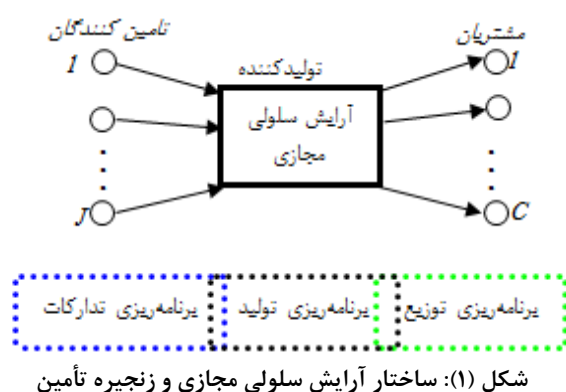 تامین کنندگان
مشتریان
1
تولیدکننده
1
آرایش سلولی
مجازی
J
C
برنامه‌ریزی تدارکات
برنامه‌ریزی تولید
برنامه‌ریزی توزیع
شکل (۱): ساختار آرایش سلولی مجازی و زنجیره تأمین